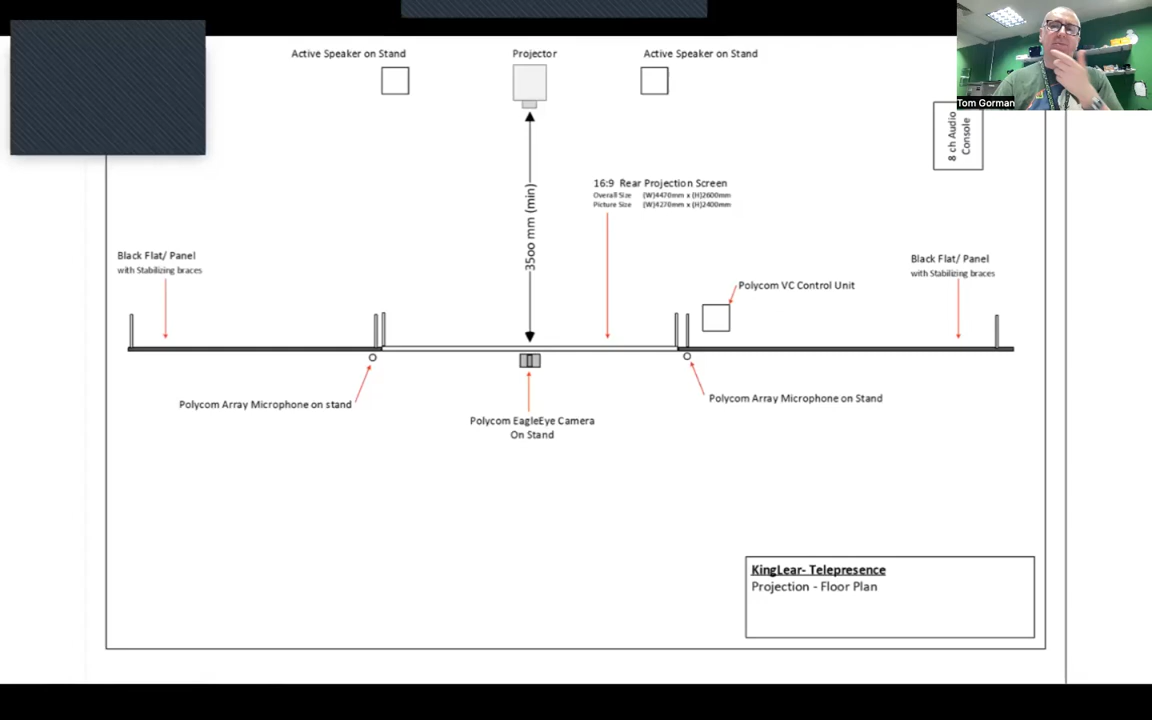 Active Speaker on Stand
Projector
Active Speaker on Stand
Tom Gorman
8 ch Audio
Console
35oo mm (min)
16:9 Rear Projection Screen
Overall Size (W)4470mm x (H)2600mm
Picture Size (W)4270mm x (H)2400mm
Black Flat/ Panel
with Stabilizing braces
Black Flat/ Panel
with Stabilizing braces
Polycom VC Control Unit
Polycom Array Microphone on stand
Polycom EagleEye Camera
On Stand
Polycom Array Microphone on Stand
KingLear- Telepresence
Projection - Floor Plan